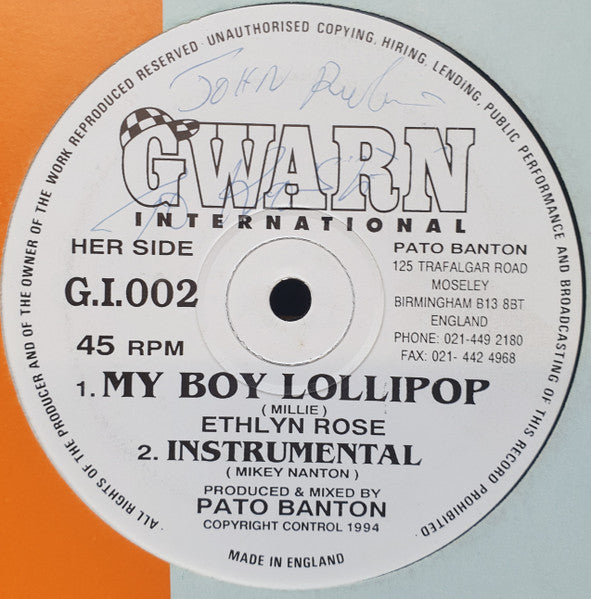 ALL RIGHTS OF THE PRODUCER AND OF THE OWNER OF THE WORK REPRODUCED RESERVED · UNAUTHORISED COPYING, HIRING, LENDING, PUBLIC PERFORMANCE AND BROADCASTING OF THIS RECORD PROHIBITED ·
JOHN
GWARN
INTERNATIONAL
HER SIDE
G.I.002
45 RPM
PATO BANTON
125 TRAFALGAR ROAD
MOSELEY
BIRMINGHAM B13 8BT
ENGLAND
PHONE: 021-449 2180
FAX: 021- 442 4968
1. MY BOY LOLLIPOP
( MILLIE )
ETHLYN ROSE
2. INSTRUMENTAL
( MIKEY NANTON )
PRODUCED & MIXED BY
PATO BANTON
COPYRIGHT CONTROL 1994
MADE IN ENGLAND